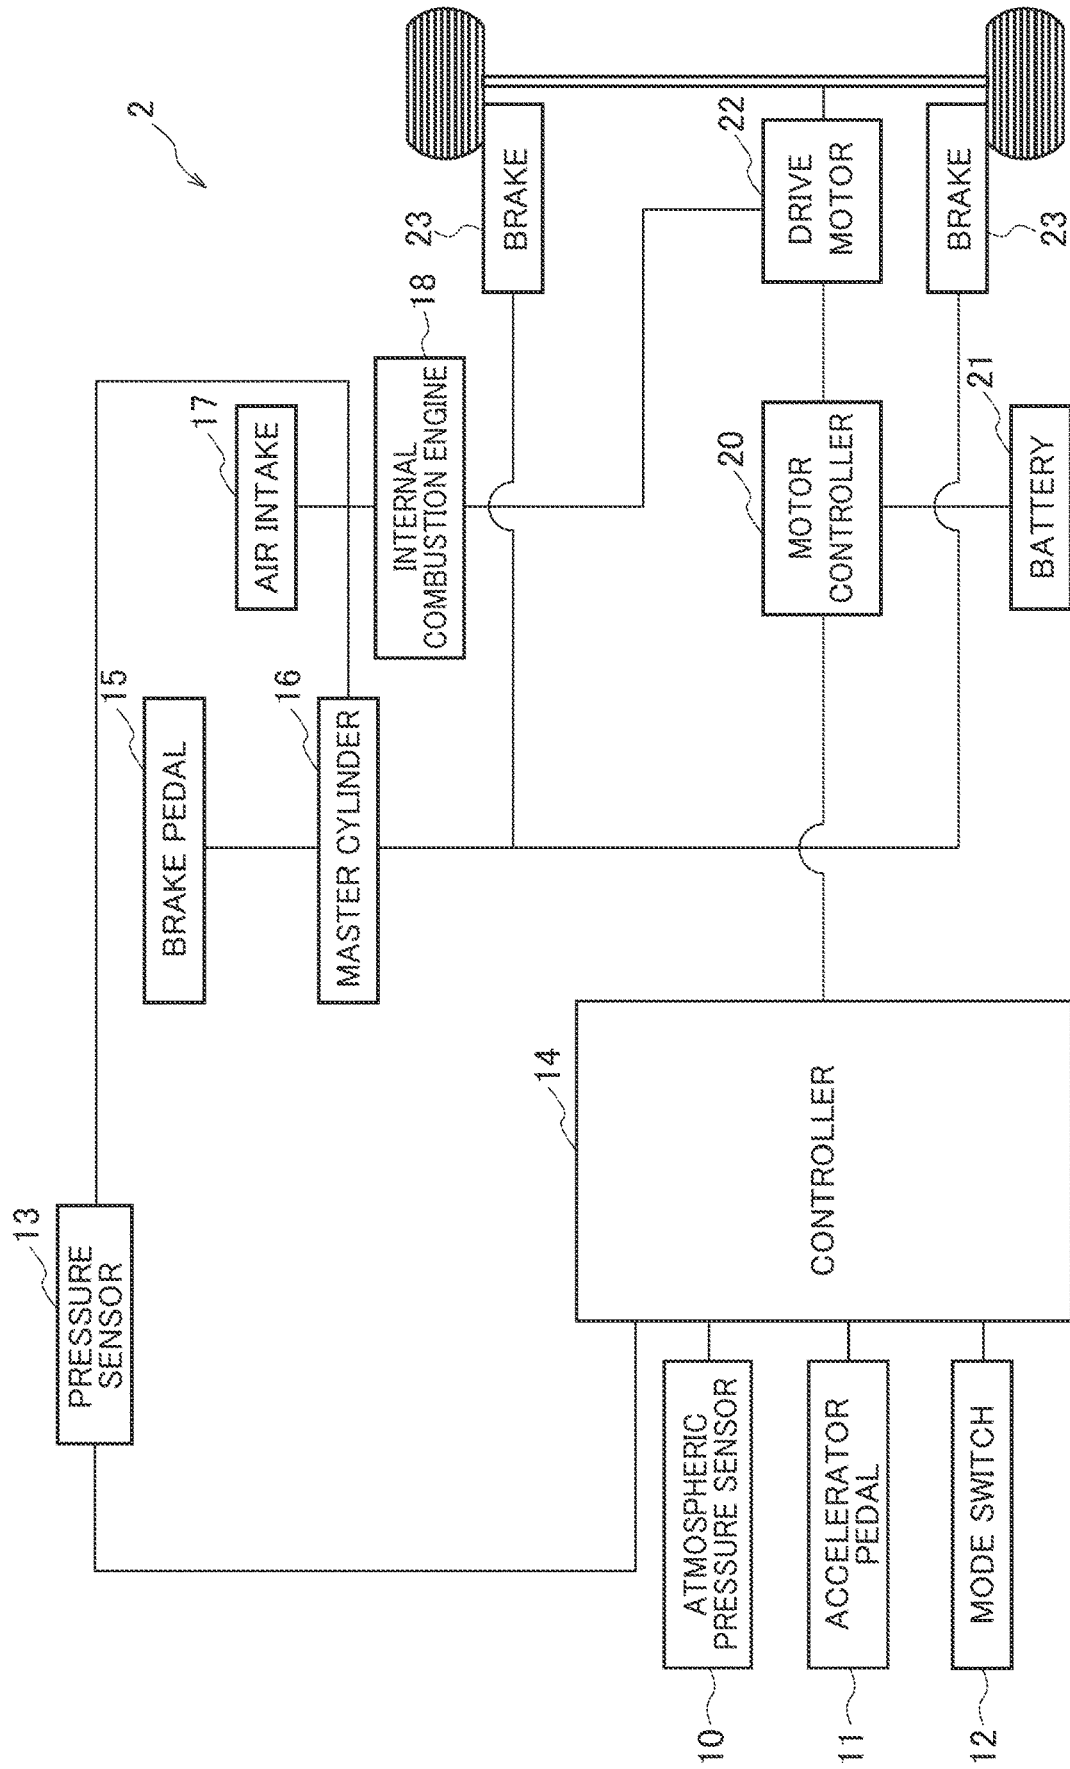 2
13
PRESSURE
SENSOR
15
BRAKE PEDAL
16
MASTER CYLINDER
17
AIR INTAKE
18
INTERNAL
COMBUSTION ENGINE
23
BRAKE
14
CONTROLLER
20
MOTOR
CONTROLLER
22
DRIVE
MOTOR
10
ATMOSPHERIC
PRESSURE SENSOR
11
ACCELERATOR
PEDAL
12
MODE SWITCH
21
BATTERY
BRAKE
23